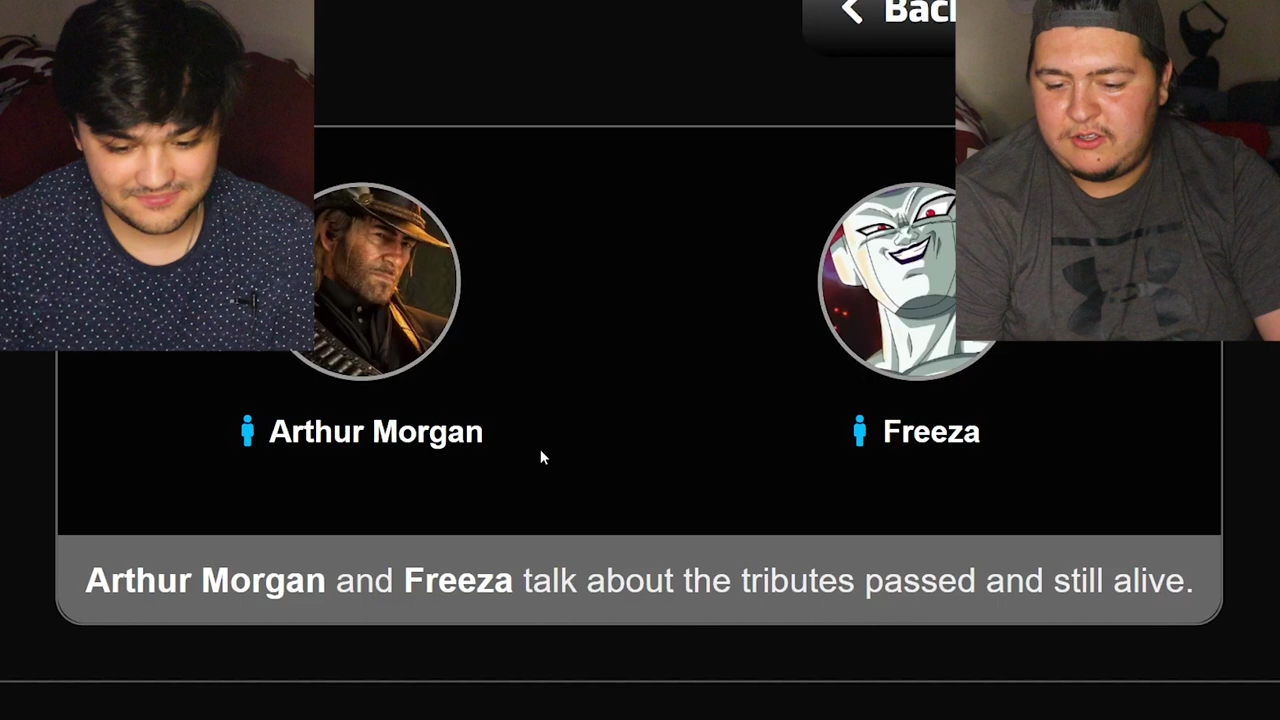 Arthur Morgan
Freeza
Arthur Morgan and Freeza talk about the tributes passed and still alive.